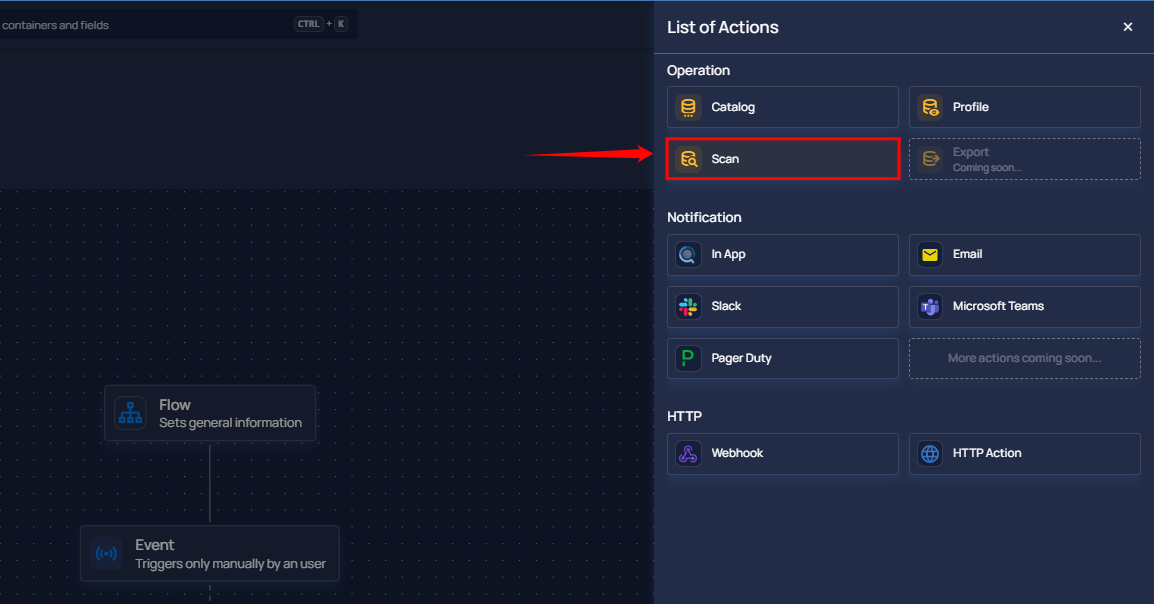 containers and fields
CTRL + K
List of Actions
Operation
Catalog
Profile
Scan
Export
Coming soon...
Notification
In App
Email
Slack
Microsoft Teams
Pager Duty
More actions coming soon...
HTTP
Webhook
HTTP Action
Flow
Sets general information
Event
Triggers only manually by an user